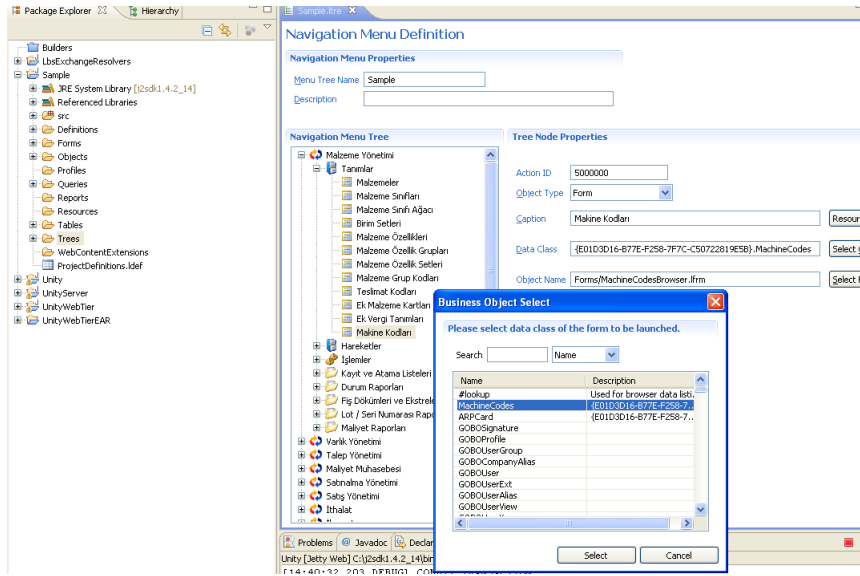 Package Explorer
Hierarchy
Builders
LbsExchangeResolvers
Sample
JRE System Library [j2sdk1.4.2_14]
Referenced Libraries
src
Definitions
Forms
Objects
Profiles
Queries
Reports
Resources
Tables
Trees
WebContentExtensions
ProjectDefinitions.ldef
Unity
UnityServer
UnityWebTier
UnityWebTierEAR
Sample.ltre
Navigation Menu Definition
Navigation Menu Properties
Menu Tree Name Sample
Description
Navigation Menu Tree
Malzeme Yönetimi
Tanımlar
Malzemeler
Malzeme Sınıfları
Malzeme Sınıfı Ağacı
Birim Setleri
Malzeme Özellikleri
Malzeme Özellik Grupları
Malzeme Özellik Setleri
Malzeme Grup Kodları
Teslimat Kodları
Ek Malzeme Kartları
Ek Vergi Tanımları
Makine Kodları
Hareketler
İşlemler
Kayıt ve Atama Listeleri
Durum Raporları
Fiş Dökümleri ve Ekstrele
Lot / Seri Numarası Rapo
Maliyet Raporları
Varlık Yönetimi
Talep Yönetimi
Maliyet Muhasebesi
Satınalma Yönetimi
Satış Yönetimi
İthalat
Tree Node Properties
Action ID 5000000
Object Type Form
Caption Makine Kodları Resour
Data Class {E01D3D16-B77E-F258-7F7C-C50722819E5B}.MachineCodes Select
Object Name Forms/MachineCodesBrowser.lfrm Select
Business Object Select
Please select data class of the form to be launched.
Search Name
Name Description
#lookup Used for browser data listi.
MachineCodes {E01D3D16-B77E-F258-7..
ARPCard {E01D3D16-B77E-F258-7..
GOBOSignature
GOBOProfile
GOBOUserGroup
GOBOCompanyAlias
GOBOUser
GOBOUserExt
GOBOUserAlias
GOBOUserView
Select Cancel
Problems @ Javadoc Declar
Unity [Jetty Web] C:\j2sdk1.4.2_14\bin
[14:40:32,203 DEBUG]